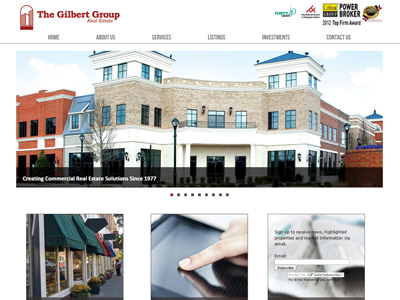 The Gilbert Group
Real Estate
CoStar
POWER BROKER
2012 Top Firm Award
HOME
ABOUT US
SERVICES
LISTINGS
INVESTMENTS
CONTACT US
Creating Commercial Real Estate Solutions Since 1977
Sign up to receive news, highlighted
properties and market information via
email.
Email:
Subscribe